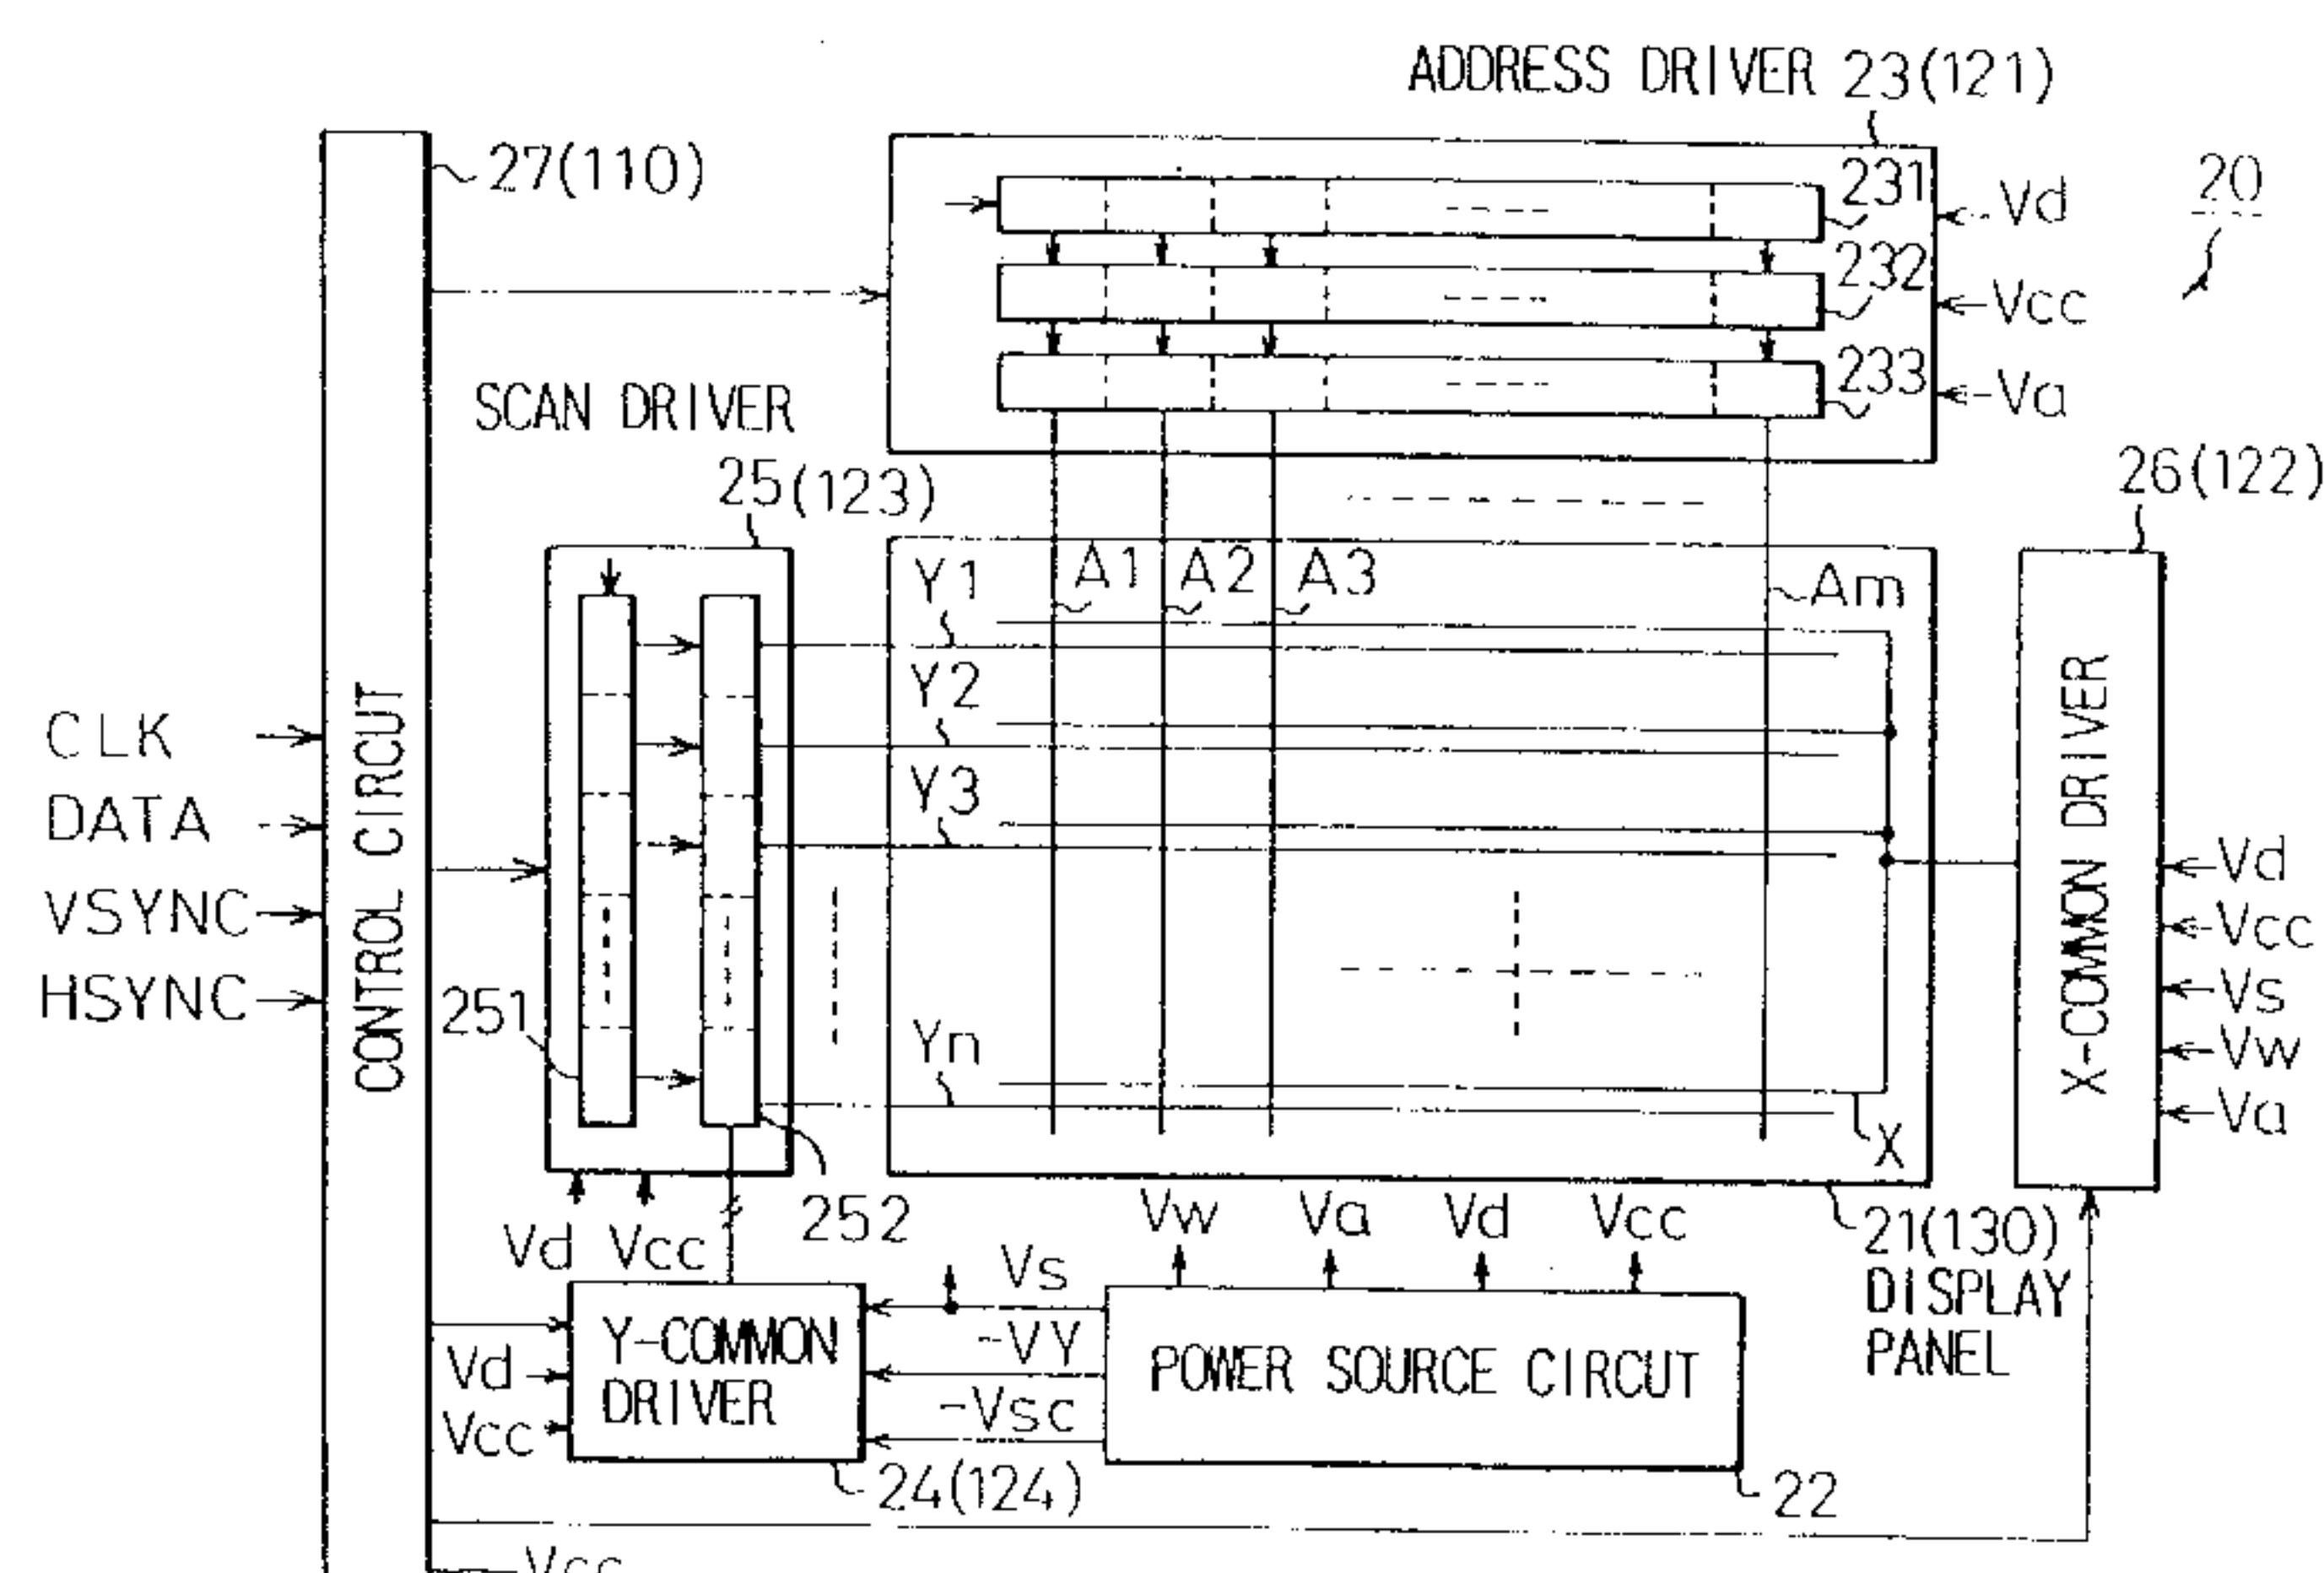 ADDRESS DRIVER 23(121)
27(110)
231
Vd
20
232
Vcc
233
Va
SCAN DRIVER
25(123)
26(122)
Y1
A1
A2
A3
Am
Y2
Y3
CLK
DATA
VSYNC
HSYNC
CONTROL CIRCUT
X-COMMON DRIVER
Vd
Vcc
Vs
Vw
Va
251
Yn
X
252
Vd Vcc
Vw Va Vd Vcc
21(130)
DISPLAY
PANEL
Vs
-VY
-Vsc
Vd
Vcc
Y-COMMON
DRIVER
POWER SOURCE CIRCUT
24(124)
22
Vcc